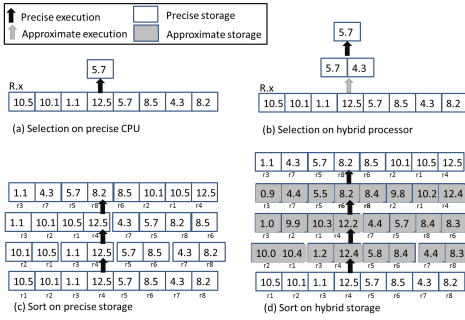 Precise execution Precise storage
Approximate execution Approximate storage
5.7
R.x
10.5 10.1 1.1 12.5 5.7 8.5 4.3 8.2
(a) Selection on precise CPU
5.7
5.7 4.3
R.x
10.5 10.1 1.1 12.5 5.7 8.5 4.3 8.2
(b) Selection on hybrid processor
1.1 4.3 5.7 8.2 8.5 10.1 10.5 12.5
r3 r7 r5 r8 r6 r2 r1 r4
1.1 10.1 10.5 12.5 4.3 5.7 8.2 8.5
r3 r2 r1 r4 r7 r5 r8 r6
10.1 10.5 1.1 12.5 5.7 8.5 4.3 8.2
r2 r1 r3 r4 r5 r6 r7 r8
10.5 10.1 1.1 12.5 5.7 8.5 4.3 8.2
r1 r2 r3 r4 r5 r6 r7 r8
(c) Sort on precise storage
1.1 4.3 5.7 8.2 8.5 10.1 10.5 12.5
r3 r7 r5 r8 r6 r2 r1 r4
0.9 4.4 5.5 8.2 8.4 9.8 10.2 12.4
r3 r7 r5 r6 r8 r2 r1 r4
1.0 9.9 10.3 12.2 4.4 5.7 8.4 8.3
r3 r2 r1 r4 r7 r5 r8 r6
10.0 10.4 1.2 12.4 5.8 8.4 4.4 8.3
r2 r1 r3 r4 r5 r6 r7 r8
10.5 10.1 1.1 12.5 5.7 8.5 4.3 8.2
r1 r2 r3 r4 r5 r6 r7 r8
(d) Sort on hybrid storage